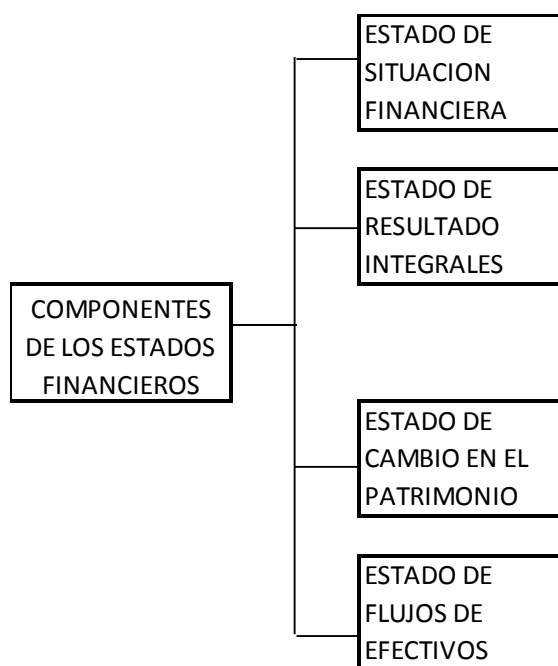 ESTADO DE
SITUACION
FINANCIERA
ESTADO DE
RESULTADO
INTEGRALES
COMPONENTES
DE LOS ESTADOS
FINANCIEROS
ESTADO DE
CAMBIO EN EL
PATRIMONIO
ESTADO DE
FLUJOS DE
EFECTIVOS